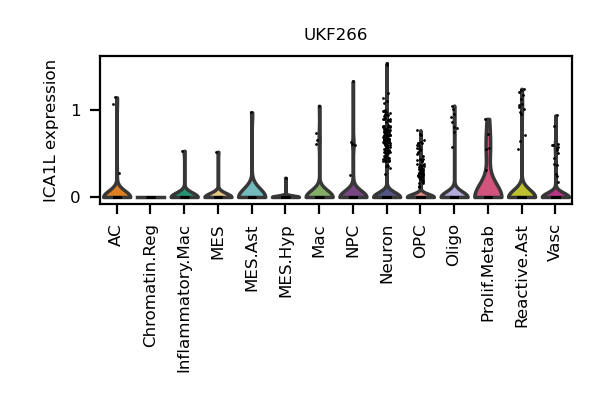 UKF266
ICA1L expression
1
0
AC
Chromatin.Reg
Inflammatory.Mac
MES
MES.Ast
MES.Hyp
Mac
NPC
Neuron
OPC
Oligo
Prolif.Metab
Reactive.Ast
Vasc